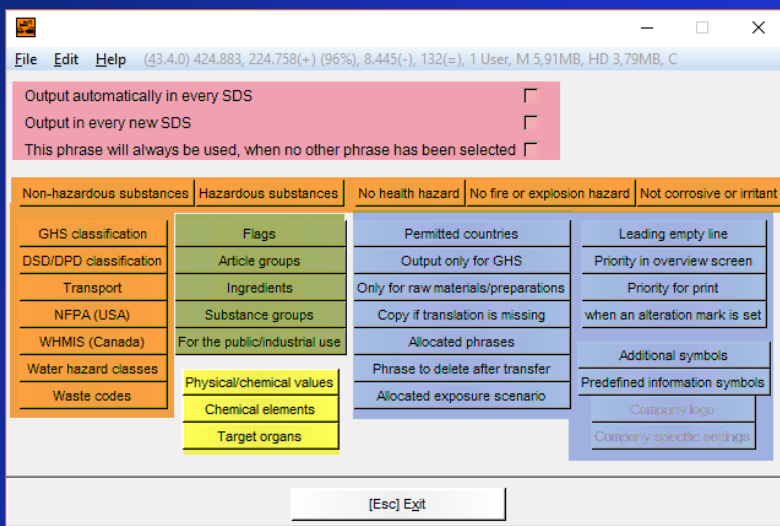 File Edit Help (43.4.0) 424.883, 224.758(+) (96%), 8.445(-), 132(=), 1 User, M 5,91MB, HD 3,79MB, C
Output automatically in every SDS
Output in every new SDS
This phrase will always be used, when no other phrase has been selected
Non-hazardous substances Hazardous substances No health hazard No fire or explosion hazard Not corrosive or irritant
GHS classification Flags Permitted countries Leading empty line
DSD/DPD classification Article groups Output only for GHS Priority in overview screen
Transport Ingredients Only for raw materials/preparations Priority for print
NFPA (USA) Substance groups Copy if translation is missing when an alteration mark is set
WHMIS (Canada) For the public/industrial use Allocated phrases
Additional symbols
Water hazard classes Physical/chemical values Phrase to delete after transfer Predefined information symbols
Waste codes Chemical elements Allocated exposure scenario Company logo
Target organs Company specific settings
[Esc] Exit